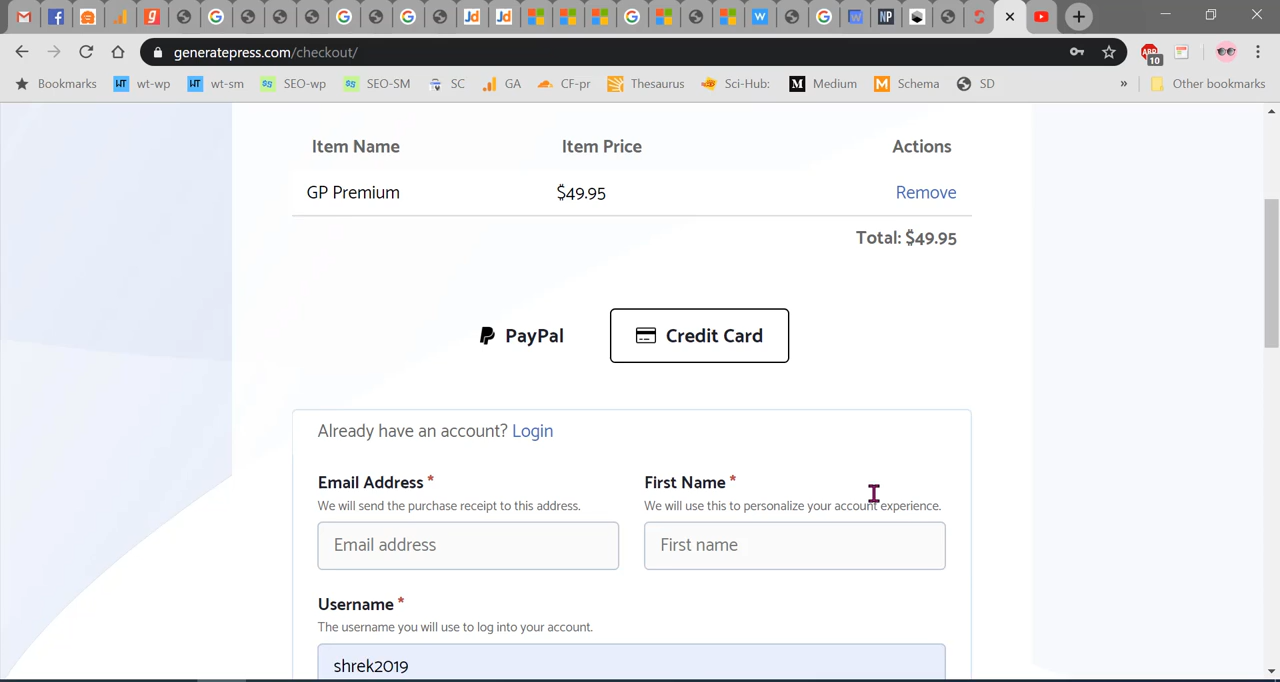 generatepress.com/checkout/
10
Bookmarks wt-wp wt-sm SEO-wp SEO-SM SC GA CF-pr Thesaurus Sci-Hub: Medium Schema SD » Other bookmarks
Item Name Item Price Actions
GP Premium $49.95 Remove
Total: $49.95
PayPal Credit Card
Already have an account? Login
Email Address * First Name *
We will send the purchase receipt to this address. We will use this to personalize your account experience.
Email address First name
Username *
The username you will use to log into your account.
shrek2019